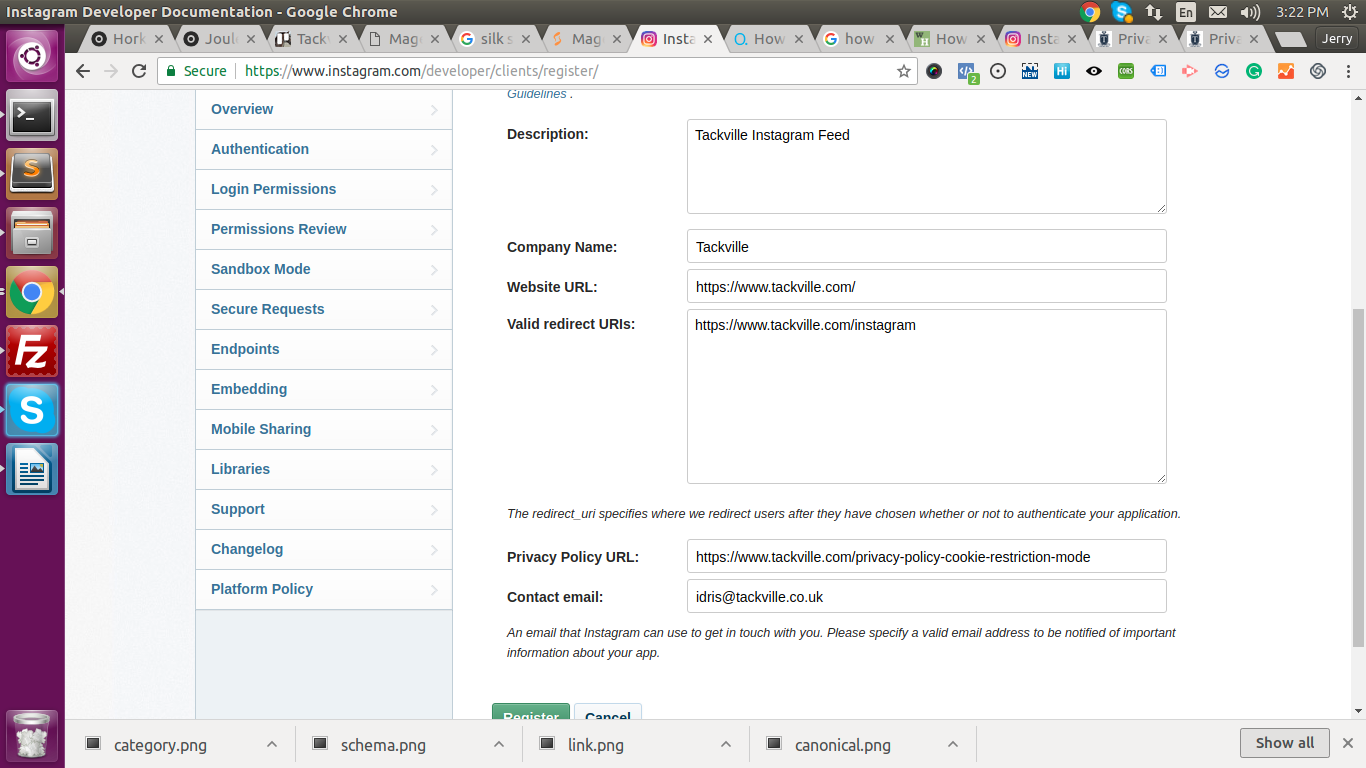 Instagram Developer Documentation - Google Chrome
En
3:22 PM
Hork
Joul
Tack
Mag
silk s
Mag
Insta
How
how
How
Insta
Priva
Priva
Jerry
Secure
https://www.instagram.com/developer/clients/register/
2
NEW
Hi
CORS
Overview
Authentication
Login Permissions
Permissions Review
Sandbox Mode
Secure Requests
Endpoints
Embedding
Mobile Sharing
Libraries
Support
Changelog
Platform Policy
Guidelines .
Description:
Tackville Instagram Feed
Company Name:
Tackville
Website URL:
https://www.tackville.com/
Valid redirect URIs:
https://www.tackville.com/instagram
The redirect_uri specifies where we redirect users after they have chosen whether or not to authenticate your application.
Privacy Policy URL:
https://www.tackville.com/privacy-policy-cookie-restriction-mode
Contact email:
idris@tackville.co.uk
An email that Instagram can use to get in touch with you. Please specify a valid email address to be notified of important
information about your app.
Register
Cancel
category.png
schema.png
link.png
canonical.png
Show all